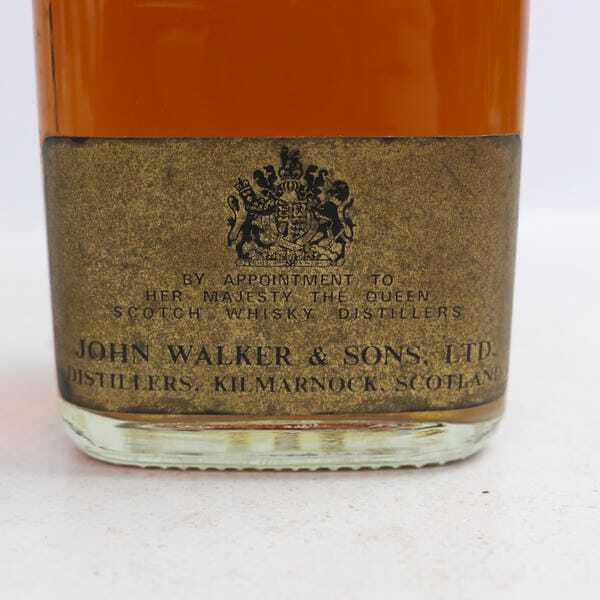 BY APPOINTMENT TO
HER MAJESTY THE QUEEN
SCOTCH WHISKY DISTILLERS
JOHN WALKER & SONS, LTD.
DISTILLERS, KILMARNOCK, SCOTLAND